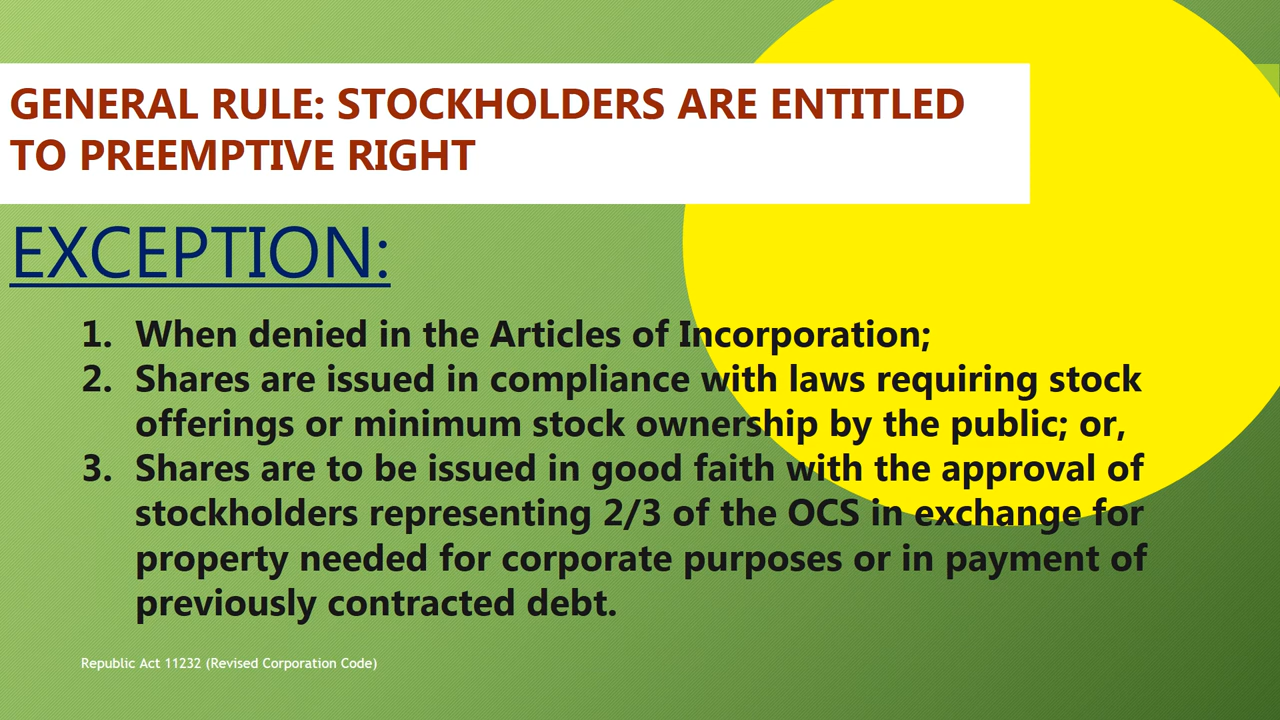 GENERAL RULE: STOCKHOLDERS ARE ENTITLED
TO PREEMPTIVE RIGHT
EXCEPTION:
1. When denied in the Articles of Incorporation;
2. Shares are issued in compliance with laws requiring stock
offerings or minimum stock ownership by the public; or,
3. Shares are to be issued in good faith with the approval of
stockholders representing 2/3 of the OCS in exchange for
property needed for corporate purposes or in payment of
previously contracted debt.
Republic Act 11232 (Revised Corporation Code)